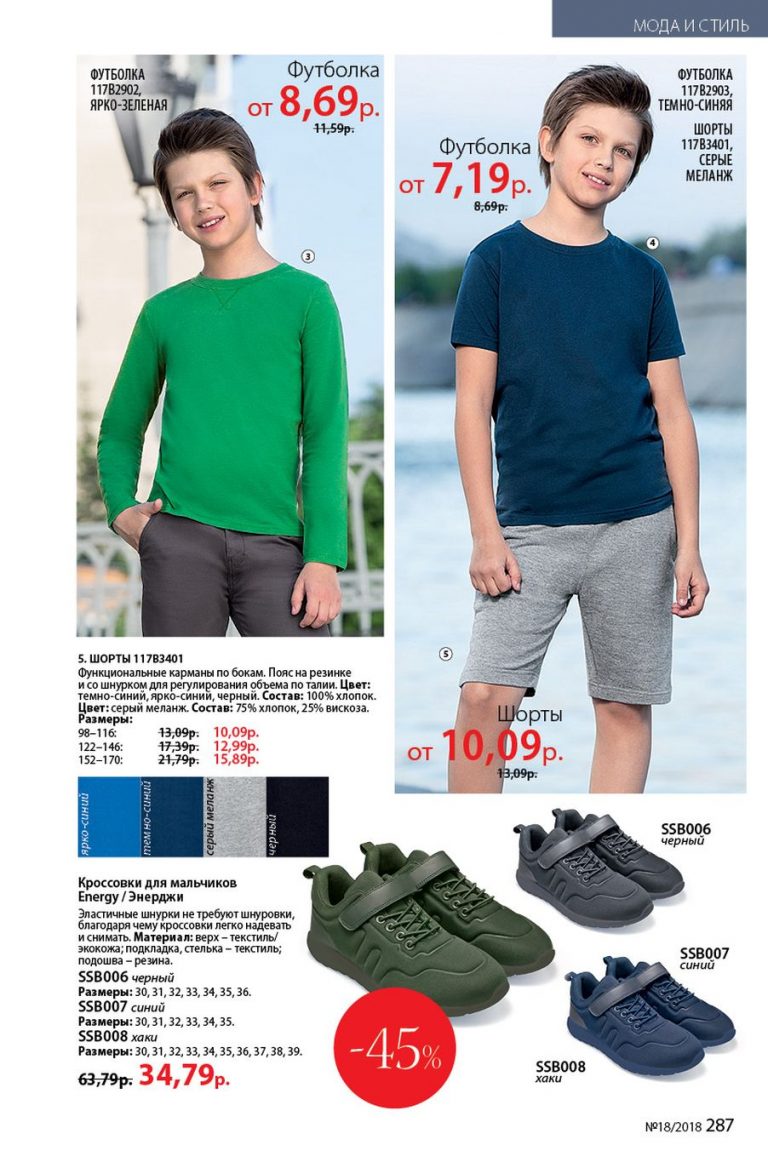 МОДА И СТИЛЬ
ФУТБОЛКА
117В2902,
ЯРКО-ЗЕЛЕНАЯ
Футболка
от 8,69р.
11,59р.
3
Футболка
от 7,19р.
8,69р.
ФУТБОЛКА
117В2903,
ТЕМНО-СИНЯЯ
ШОРТЫ
117В3401,
СЕРЫЕ
МЕЛАНЖ
4
5
Шорты
от 10,09р.
13,09р.
5. ШОРТЫ 117В3401
Функциональные карманы по бокам. Пояс на резинке
и со шнурком для регулирования объема по талии. Цвет:
темно-синий, ярко-синий, черный. Состав: 100% хлопок.
Цвет: серый меланж. Состав: 75% хлопок, 25% вискоза.
Размеры:
98–116: 13,09р. 10,09р.
122–146: 17,39р. 12,99р.
152–170: 21,79р. 15,89р.
ярко-синий
темно-синий
серый меланж
черный
Кроссовки для мальчиков
Energy / Энерджи
Эластичные шнурки не требуют шнуровки,
благодаря чему кроссовки легко надевать
и снимать. Материал: верх – текстиль/
экокожа; подкладка, стелька – текстиль;
подошва – резина.
SSB006 черный
Размеры: 30, 31, 32, 33, 34, 35, 36.
SSB007 синий
Размеры: 30, 31, 32, 33, 34, 35.
SSB008 хаки
Размеры: 30, 31, 32, 33, 34, 35, 36, 37, 38, 39.
63,79р. 34,79р.
-45%
SSB006
черный
SSB007
синий
SSB008
хаки
№18/2018 287